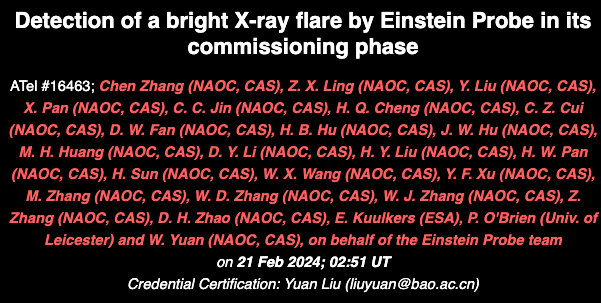 Detection of a bright X-ray flare by Einstein Probe in its
commissioning phase
ATel #16463; Chen Zhang (NAOC, CAS), Z. X. Ling (NAOC, CAS), Y. Liu (NAOC, CAS),
X. Pan (NAOC, CAS), C. C. Jin (NAOC, CAS), H. Q. Cheng (NAOC, CAS), C. Z. Cui
(NAOC, CAS), D. W. Fan (NAOC, CAS), H. B. Hu (NAOC, CAS), J. W. Hu (NAOC, CAS),
M. H. Huang (NAOC, CAS), D. Y. Li (NAOC, CAS), H. Y. Liu (NAOC, CAS), H. W. Pan
(NAOC, CAS), H. Sun (NAOC, CAS), W. X. Wang (NAOC, CAS), Y. F. Xu (NAOC, CAS),
M. Zhang (NAOC, CAS), W. D. Zhang (NAOC, CAS), W. J. Zhang (NAOC, CAS), Z.
Zhang (NAOC, CAS), D. H. Zhao (NAOC, CAS), E. Kuulkers (ESA), P. O'Brien (Univ. of
Leicester) and W. Yuan (NAOC, CAS), on behalf of the Einstein Probe team
on 21 Feb 2024; 02:51 UT
Credential Certification: Yuan Liu (liuyuan@bao.ac.cn)